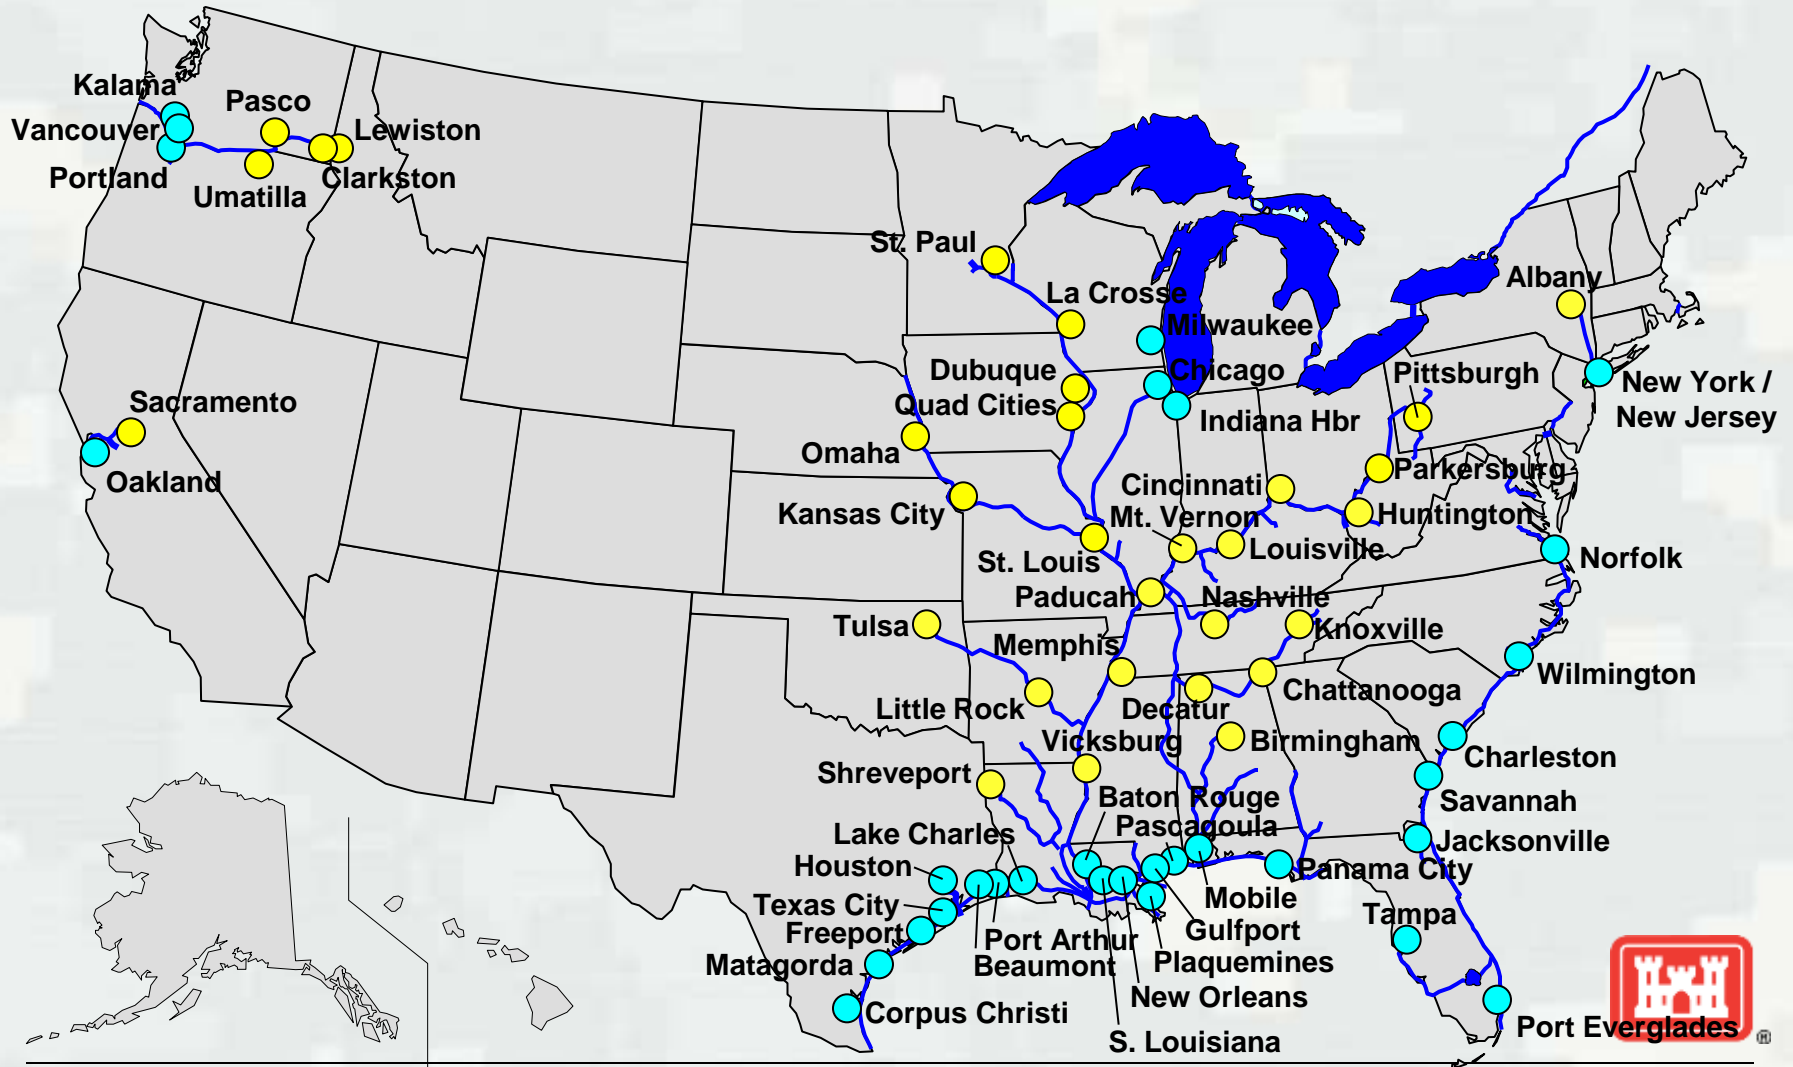 Kalama
Pasco
Vancouver
Lewiston
Portland
Clarkston
Umatilla
St. Paul
Albany
La Crosse
Milwaukee
Dubuque
Chicago
Pittsburgh
New York /
New Jersey
Quad Cities
Sacramento
Indiana Hbr
Omaha
Oakland
Parkersburg
Cincinnati
Kansas City
Mt. Vernon
Huntington
Louisville
Norfolk
St. Louis
Paducah
Nashville
Tulsa
Knoxville
Memphis
Wilmington
Chattanooga
Little Rock
Decatur
Vicksburg
Birmingham
Charleston
Shreveport
Baton Rouge
Savannah
Pascagoula
Lake Charles
Jacksonville
Houston
Panama City
Mobile
Texas City
Tampa
Freeport
Gulfport
Port Arthur
Matagorda
Beaumont
Plaquemines
New Orleans
Corpus Christi
Port Everglades
S. Louisiana
®